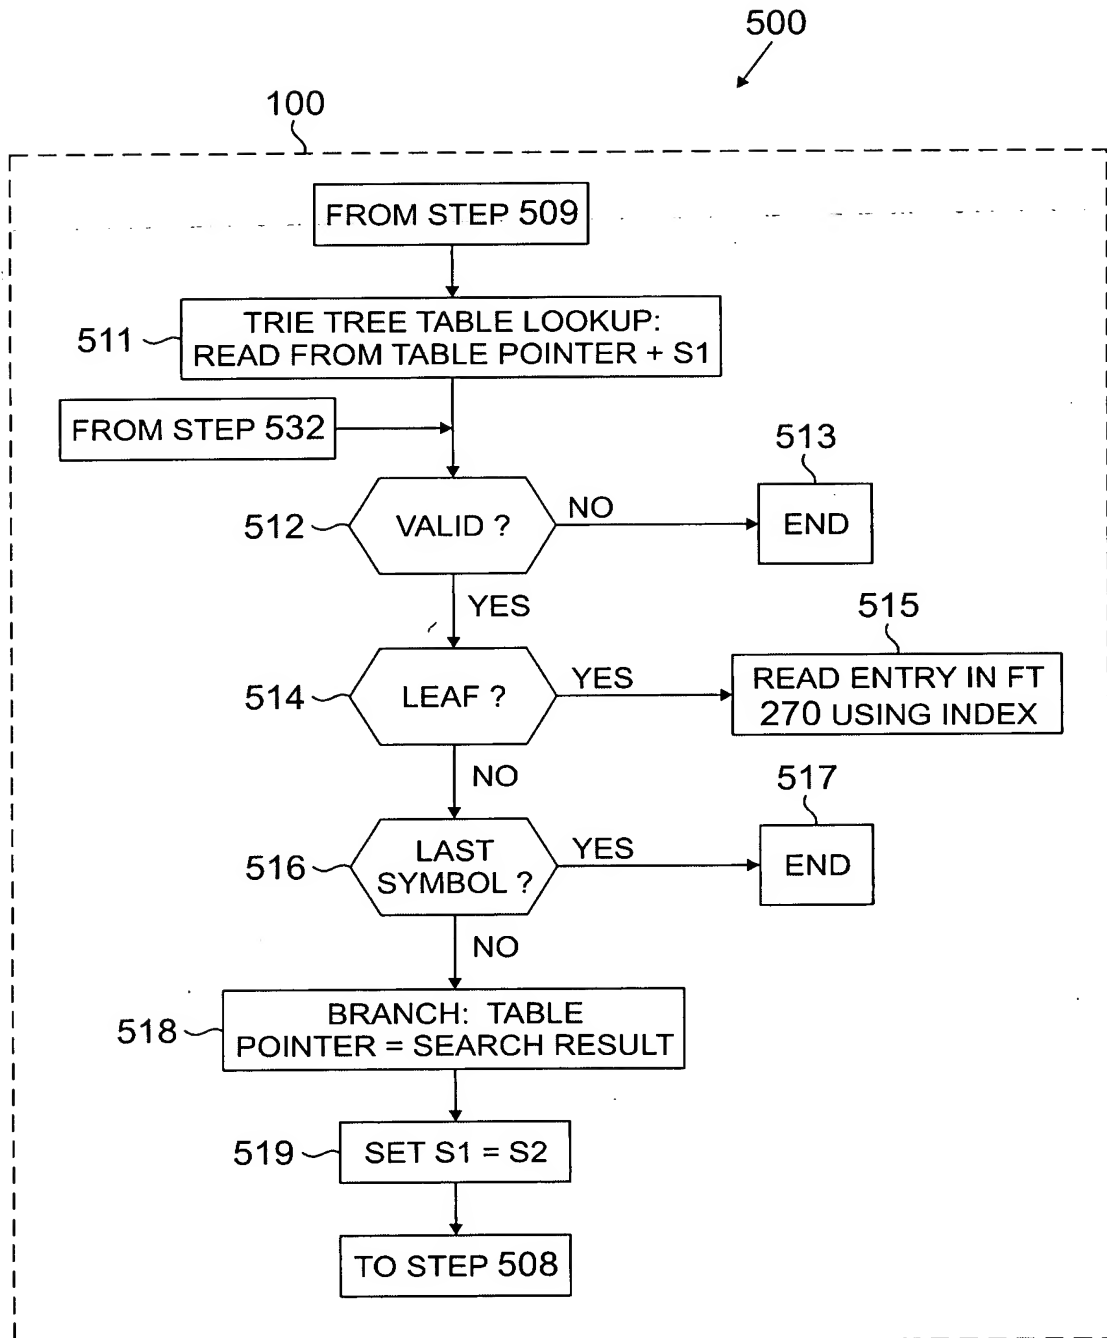 500
100
FROM STEP 509
511
TRIE TREE TABLE LOOKUP:
READ FROM TABLE POINTER + S1
FROM STEP 532
512
VALID ?
NO
513
END
YES
514
LEAF ?
YES
515
READ ENTRY IN FT
270 USING INDEX
NO
516
LAST
SYMBOL ?
YES
517
END
NO
518
BRANCH: TABLE
POINTER = SEARCH RESULT
519
SET S1 = S2
TO STEP 508